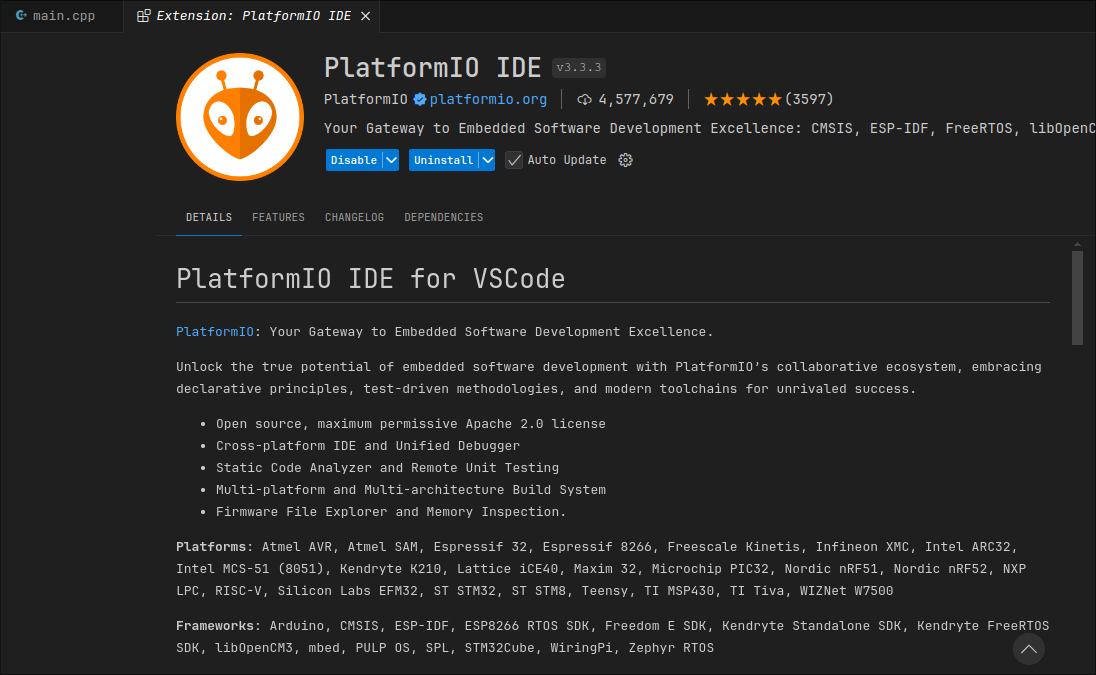 main.cpp
Extension: PlatformIO IDE
PlatformIO IDE v3.3.3
PlatformIO platformio.org 4,577,679 (3597)
Your Gateway to Embedded Software Development Excellence: CMSIS, ESP-IDF, FreeRTOS, libOpenC
Disable Uninstall Auto Update
DETAILS FEATURES CHANGELOG DEPENDENCIES
PlatformIO IDE for VSCode
PlatformIO: Your Gateway to Embedded Software Development Excellence.
Unlock the true potential of embedded software development with PlatformIO’s collaborative ecosystem, embracing
declarative principles, test-driven methodologies, and modern toolchains for unrivaled success.
• Open source, maximum permissive Apache 2.0 license
• Cross-platform IDE and Unified Debugger
• Static Code Analyzer and Remote Unit Testing
• Multi-platform and Multi-architecture Build System
• Firmware File Explorer and Memory Inspection.
Platforms: Atmel AVR, Atmel SAM, Espressif 32, Espressif 8266, Freescale Kinetis, Infineon XMC, Intel ARC32,
Intel MCS-51 (8051), Kendryte K210, Lattice iCE40, Maxim 32, Microchip PIC32, Nordic nRF51, Nordic nRF52, NXP
LPC, RISC-V, Silicon Labs EFM32, ST STM32, ST STM8, Teensy, TI MSP430, TI Tiva, WIZNet W7500
Frameworks: Arduino, CMSIS, ESP-IDF, ESP8266 RTOS SDK, Freedom E SDK, Kendryte Standalone SDK, Kendryte FreeRTOS
SDK, libOpenCM3, mbed, PULP OS, SPL, STM32Cube, WiringPi, Zephyr RTOS